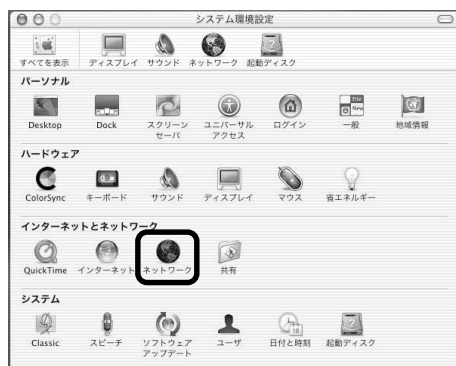 システム環境設定
すべてを表示 ディスプレイ サウンド ネットワーク 起動ディスク
パーソナル
Desktop Dock スクリーン セーバ ユニバーサル アクセス ログイン 一般 地域情報
ハードウェア
ColorSync キーボード サウンド ディスプレイ マウス 省エネルギー
インターネットとネットワーク
QuickTime インターネット ネットワーク 共有
システム
Classic スピーチ ソフトウェア アップデート ユーザ 日付と時刻 起動ディスク